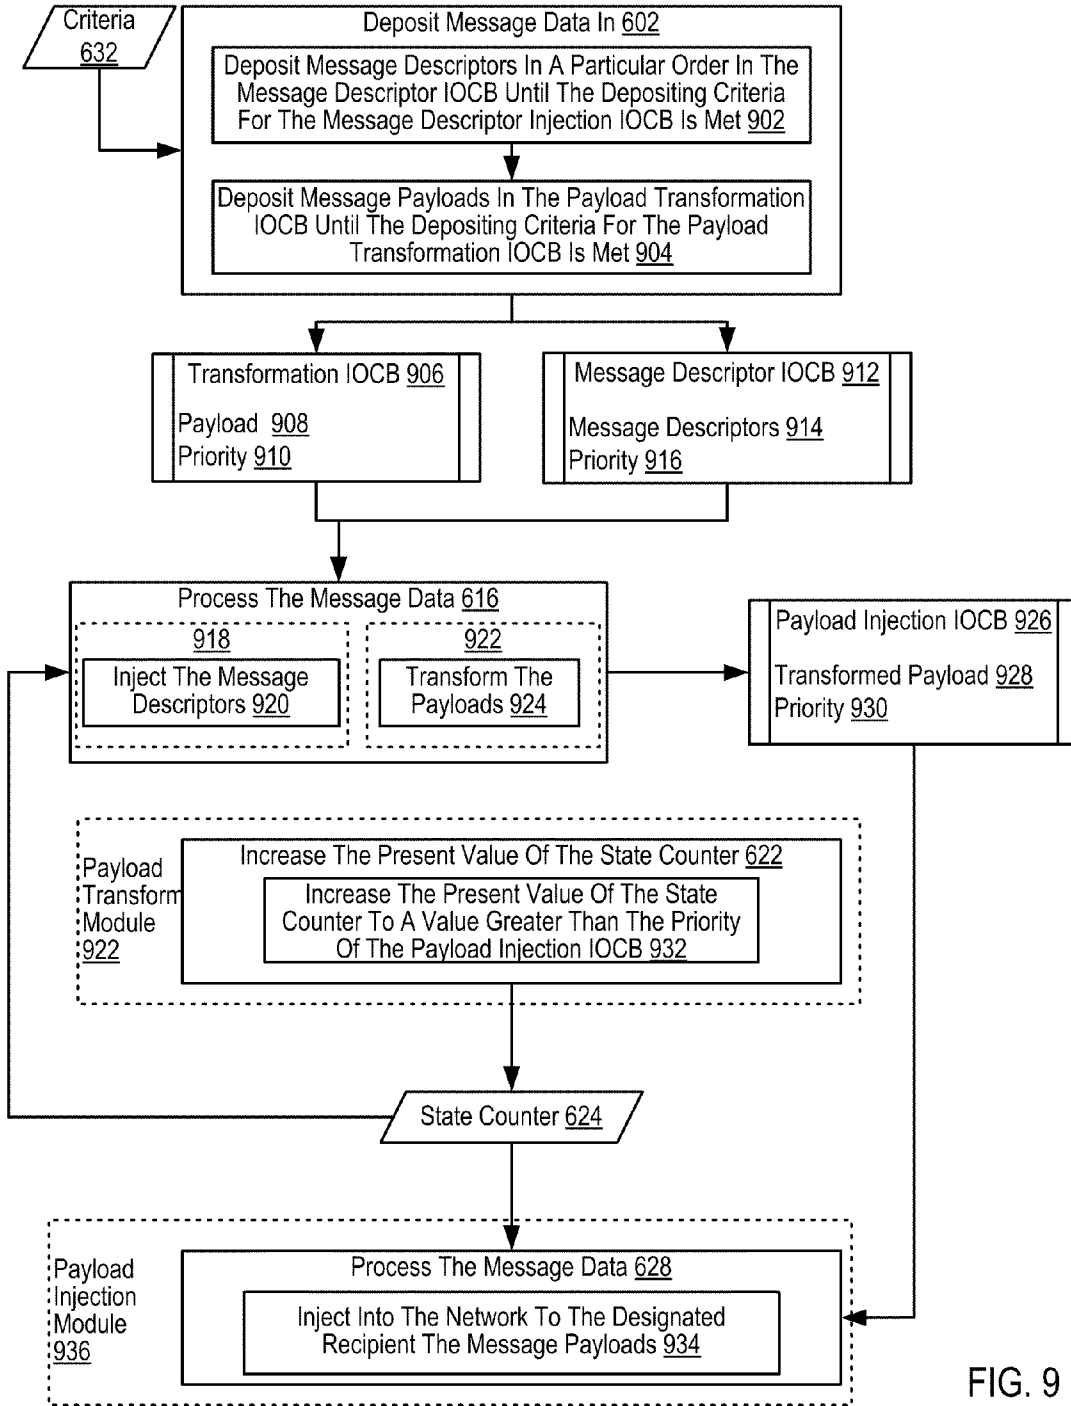 Criteria
632
Deposit Message Data In 602
Deposit Message Descriptors In A Particular Order In The
Message Descriptor IOCB Until The Depositing Criteria
For The Message Descriptor Injection IOCB Is Met 902
Deposit Message Payloads In The Payload Transformation
IOCB Until The Depositing Criteria For The Payload
Transformation IOCB Is Met 904
Transformation IOCB 906
Payload 908
Priority 910
Message Descriptor IOCB 912
Message Descriptors 914
Priority 916
Process The Message Data 616
918
Inject The Message
Descriptors 920
922
Transform The
Payloads 924
Payload Injection IOCB 926
Transformed Payload 928
Priority 930
Payload
Transform
Module
922
Increase The Present Value Of The State Counter 622
Increase The Present Value Of The State
Counter To A Value Greater Than The Priority
Of The Payload Injection IOCB 932
State Counter 624
Payload
Injection
Module
936
Process The Message Data 628
Inject Into The Network To The Designated
Recipient The Message Payloads 934
FIG. 9